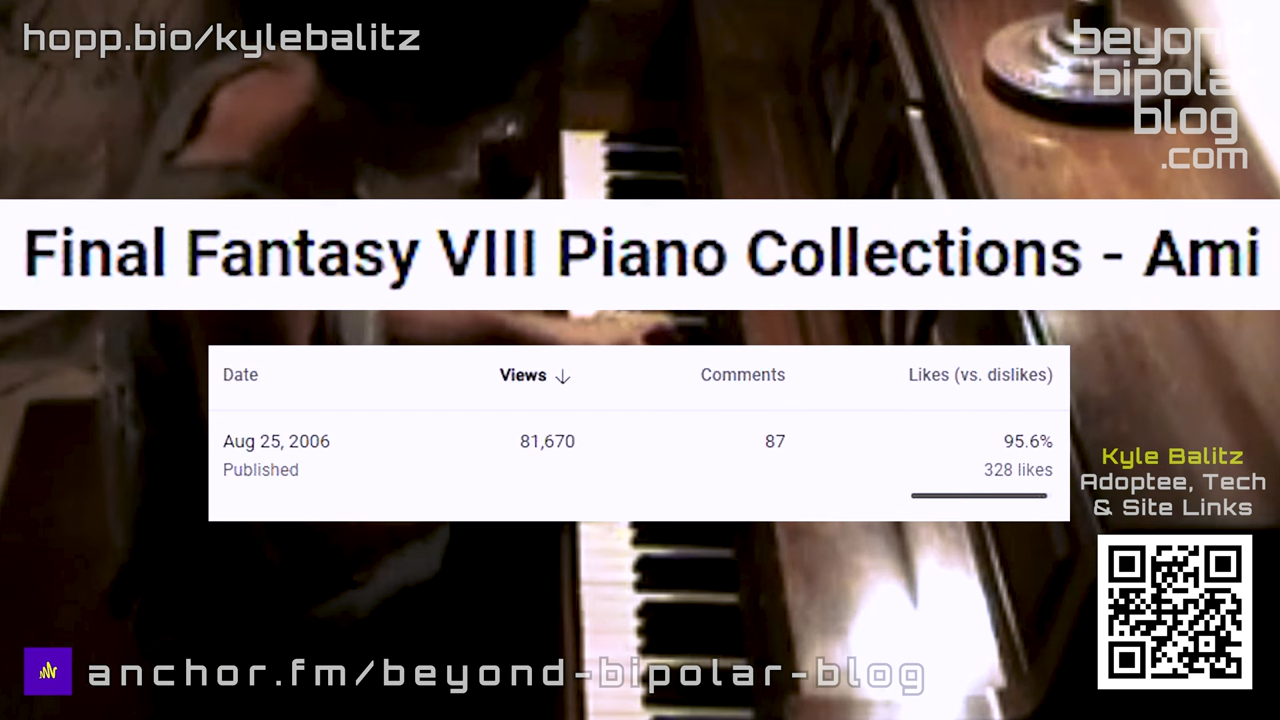 hopp.bio/kylebalitz
beyond
bipolar
blog
.com
Final Fantasy VIII Piano Collections - Ami
Date Views ↓ Comments Likes (vs. dislikes)
Aug 25, 2006 81,670 87 95.6%
Published 328 likes
Kyle Balitz
Adoptee, Tech
& Site Links
anchor.fm/beyond-bipolar-blog